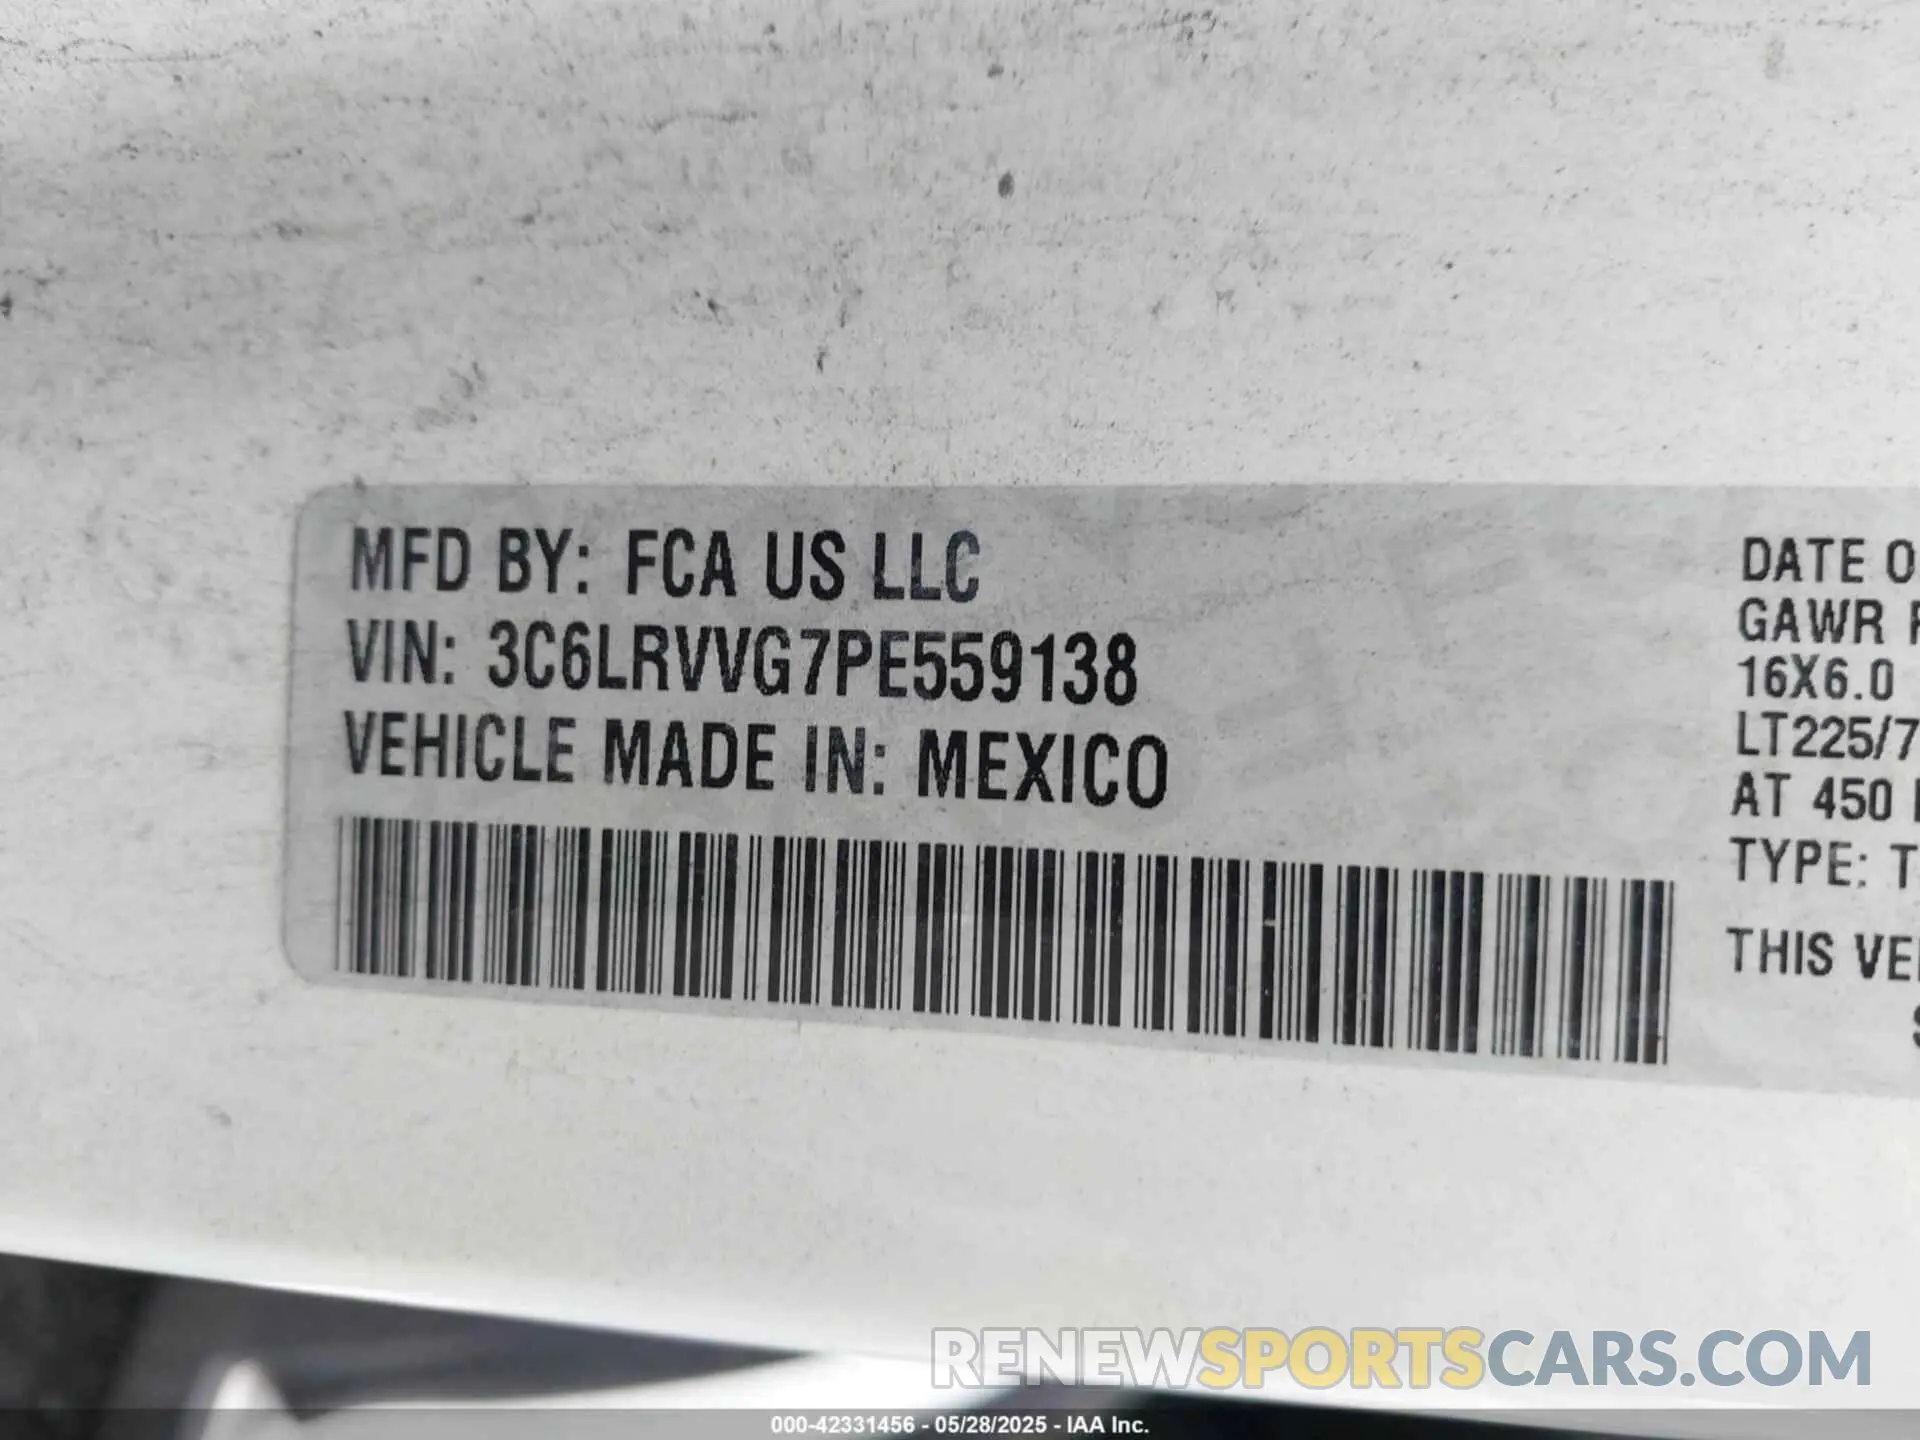 MFD BY: FCA US LLC
VIN: 3C6LRVVG7PE559138
VEHICLE MADE IN: MEXICO
DATE O
GAWR
16X6.0
LT225/7
AT 450
TYPE: T
THIS VE
RENEWSPORTSCARS.COM
000-42331456 - 05/28/2025 - IAA Inc.